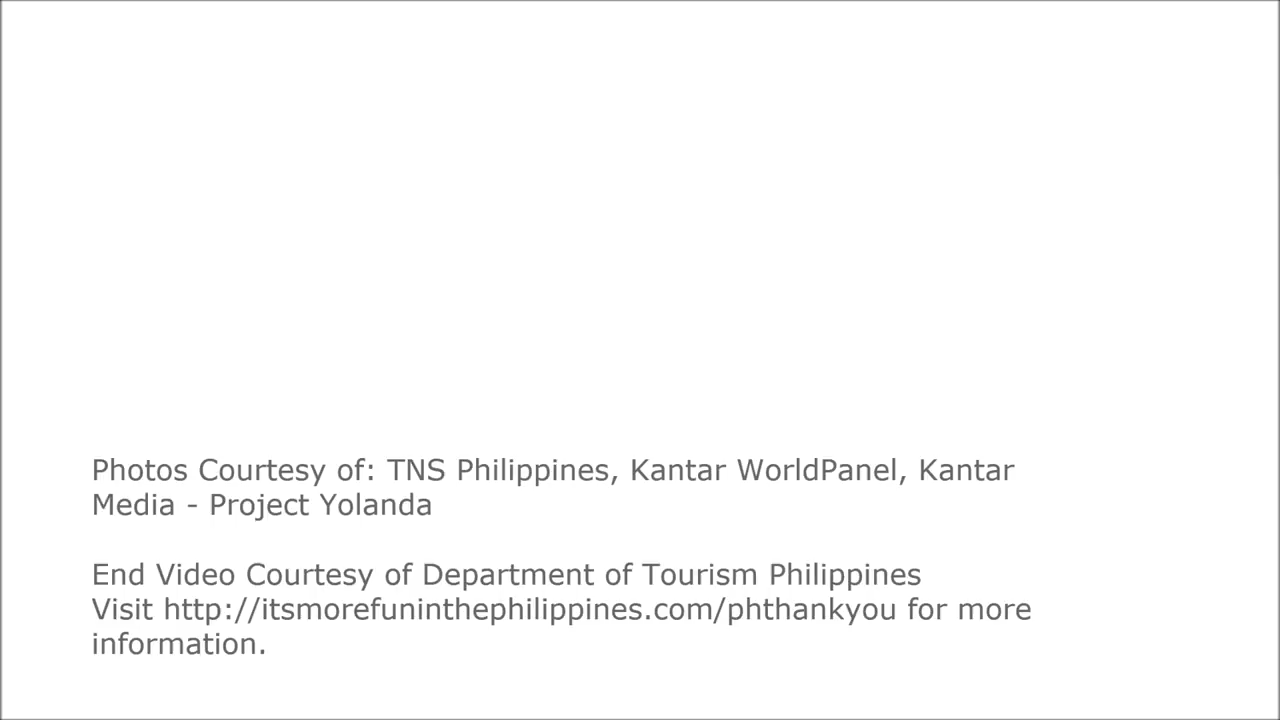 Photos Courtesy of: TNS Philippines, Kantar WorldPanel, Kantar
Media - Project Yolanda
End Video Courtesy of Department of Tourism Philippines
Visit http://itsmorefuninthephilippines.com/phthankyou for more
information.